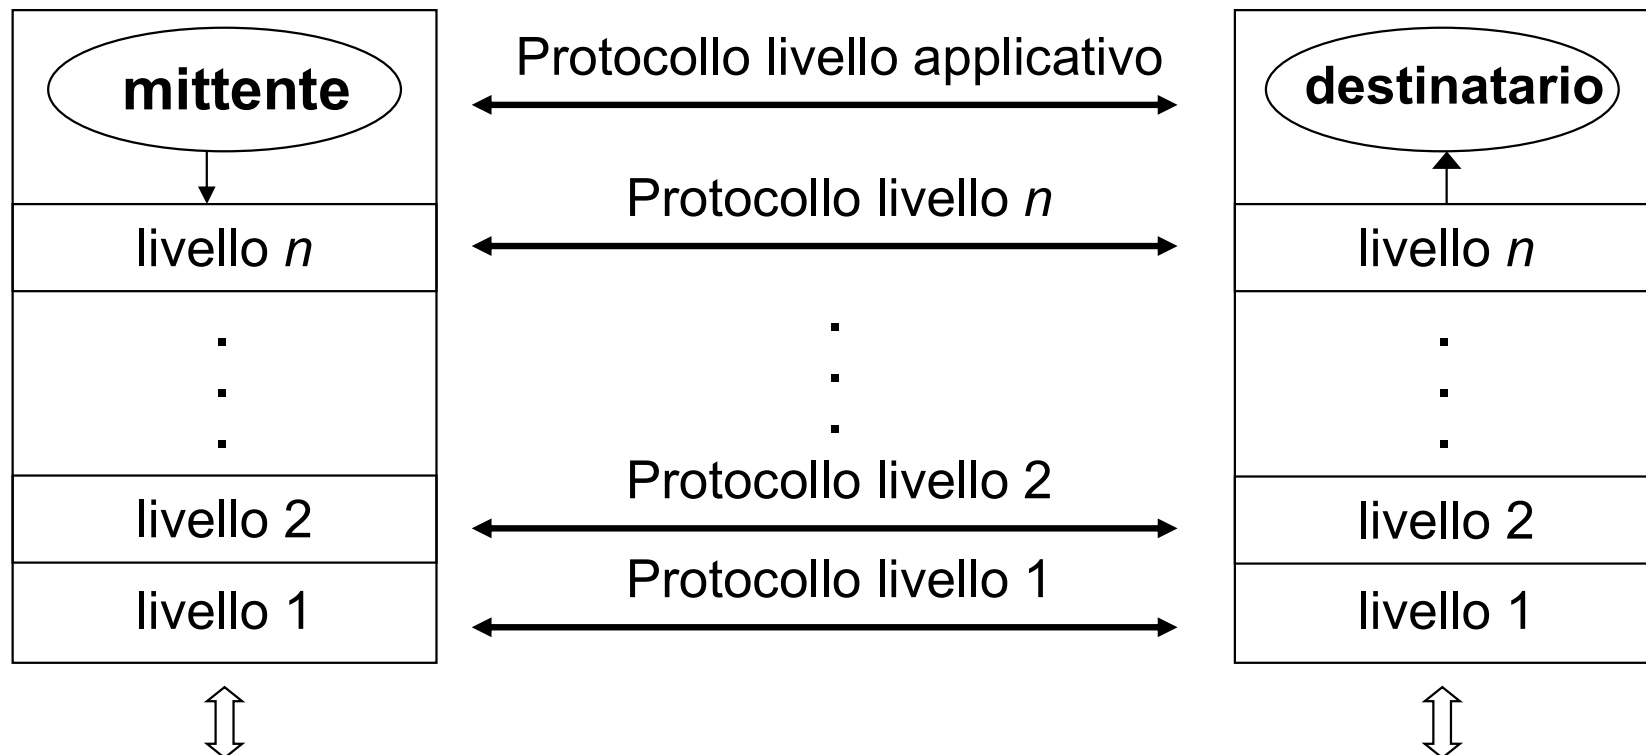 mittente
Protocollo livello applicativo
destinatario
Protocollo livello n
livello n
livello n
Protocollo livello 2
livello 2
livello 2
Protocollo livello 1
livello 1
livello 1